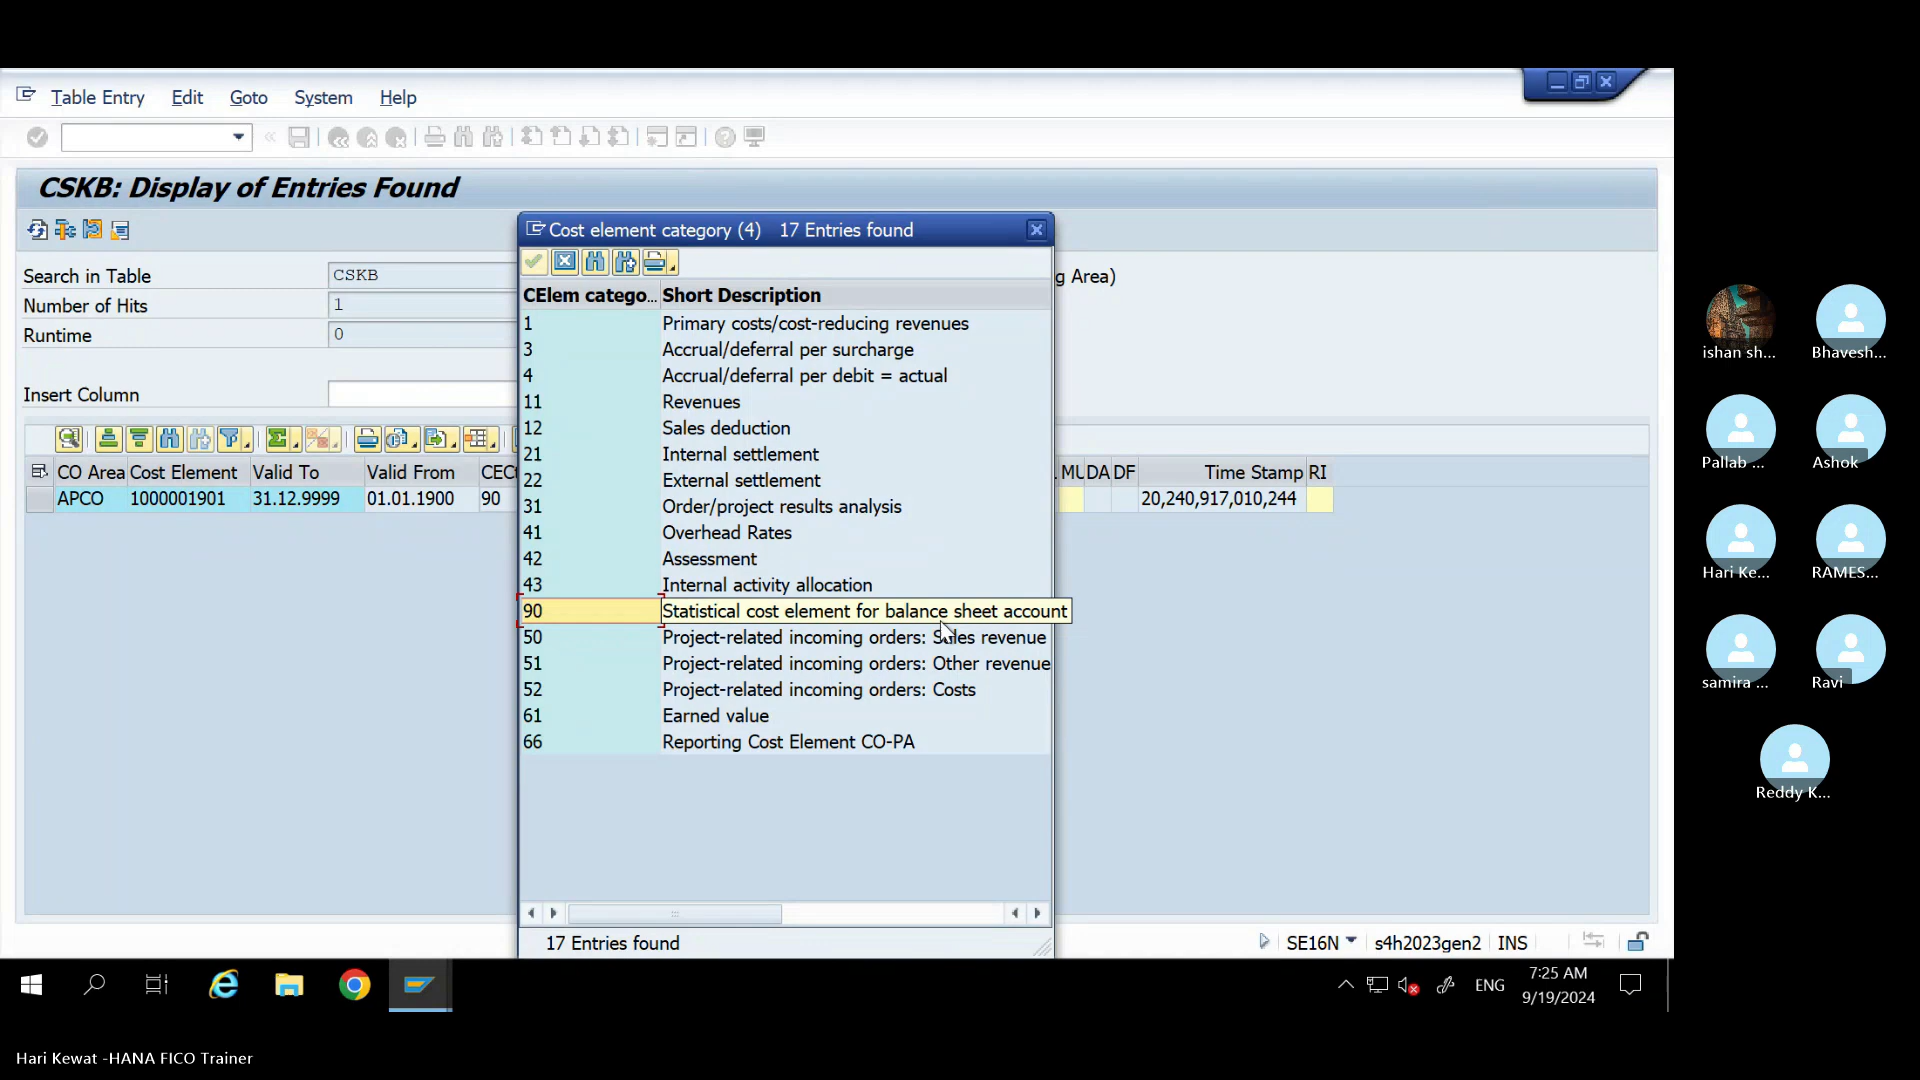 Table Entry Edit Goto System Help
CSKB: Display of Entries Found
Search in Table CSKB g Area)
Number of Hits 1
Runtime 0
Insert Column
CO Area Cost Element Valid To Valid From CECt MU DA DF Time Stamp RI
APCO 1000001901 31.12.9999 01.01.1900 90 20,240,917,010,244
Cost element category (4) 17 Entries found
CElem catego... Short Description
1 Primary costs/cost-reducing revenues
3 Accrual/deferral per surcharge
4 Accrual/deferral per debit = actual
11 Revenues
12 Sales deduction
21 Internal settlement
22 External settlement
31 Order/project results analysis
41 Overhead Rates
42 Assessment
43 Internal activity allocation
90 Statistical cost element for balance sheet account
50 Project-related incoming orders: Sales revenue
51 Project-related incoming orders: Other revenue
52 Project-related incoming orders: Costs
61 Earned value
66 Reporting Cost Element CO-PA
17 Entries found
SE16N s4h2023gen2 INS
ENG
7:25 AM
9/19/2024
ishan sh... Bhavesh...
Pallab ... Ashok
Hari Ke... RAMES...
samira ... Ravi
Reddy K...
Hari Kewat -HANA FICO Trainer